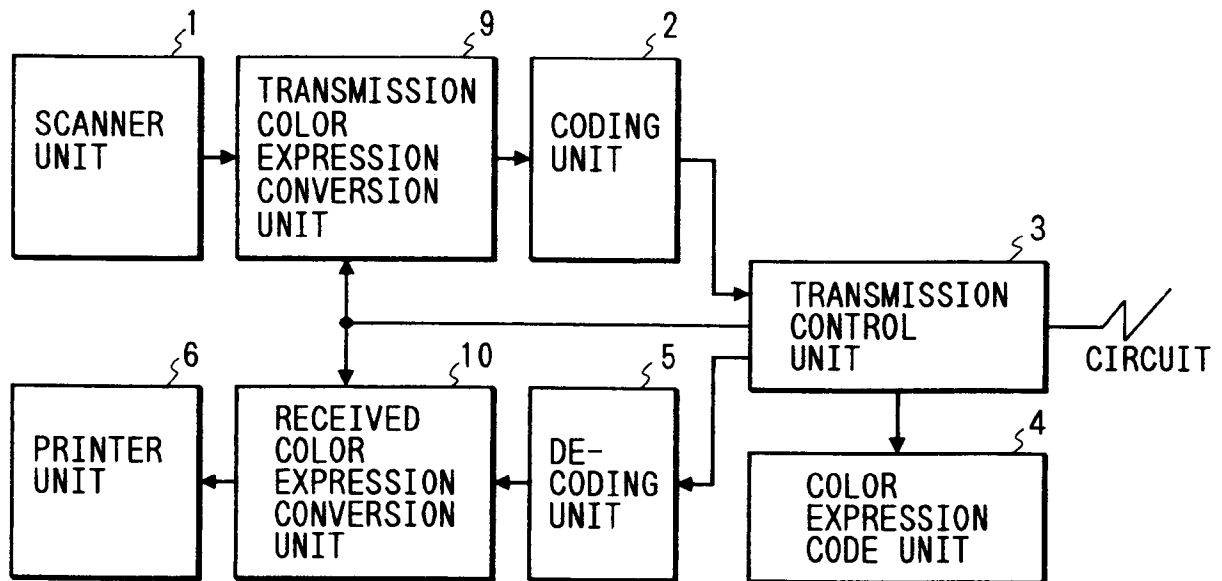 1
SCANNER
UNIT
9
TRANSMISSION
COLOR
EXPRESSION
CONVERSION
UNIT
2
CODING
UNIT
3
TRANSMISSION
CONTROL
UNIT
CIRCUIT
6
PRINTER
UNIT
10
RECEIVED
COLOR
EXPRESSION
CONVERSION
UNIT
5
DE-
CODING
UNIT
4
COLOR
EXPRESSION
CODE UNIT